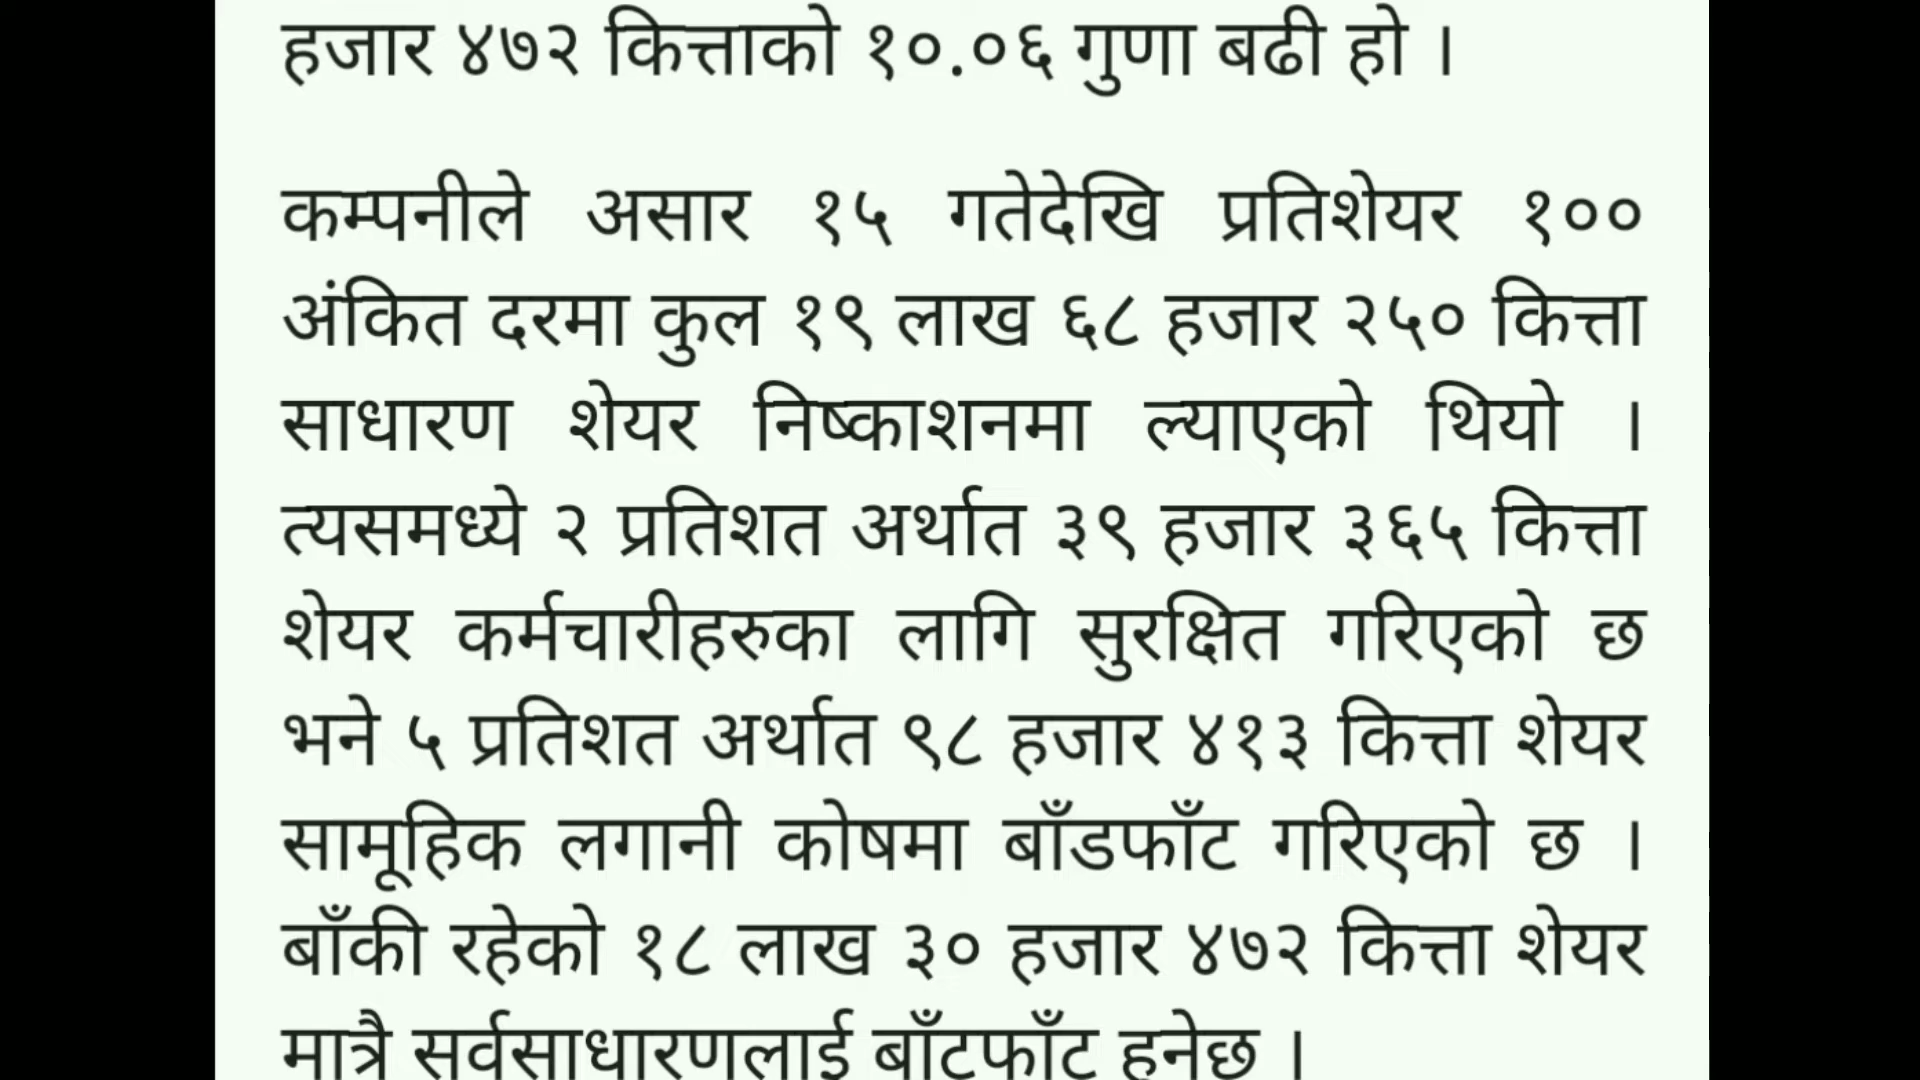 हजार ४७२ कित्ताको १०.०६ गुणा बढी हो ।
कम्पनीले असार १५ गतेदेखि प्रतिशेयर १००
अंकित दरमा कुल १९ लाख ६८ हजार २५० कित्ता
साधारण शेयर निष्काशनमा ल्याएको थियो ।
त्यसमध्ये २ प्रतिशत अर्थात ३९ हजार ३६५ कित्ता
शेयर कर्मचारीहरुका लागि सुरक्षित गरिएको छ
भने ५ प्रतिशत अर्थात ९८ हजार ४१३ कित्ता शेयर
सामूहिक लगानी कोषमा बाँडफाँट गरिएको छ ।
बाँकी रहेको १८ लाख ३० हजार ४७२ कित्ता शेयर
मात्रै सर्वसाधारणलाई बाँटफाँट हुनेछ ।